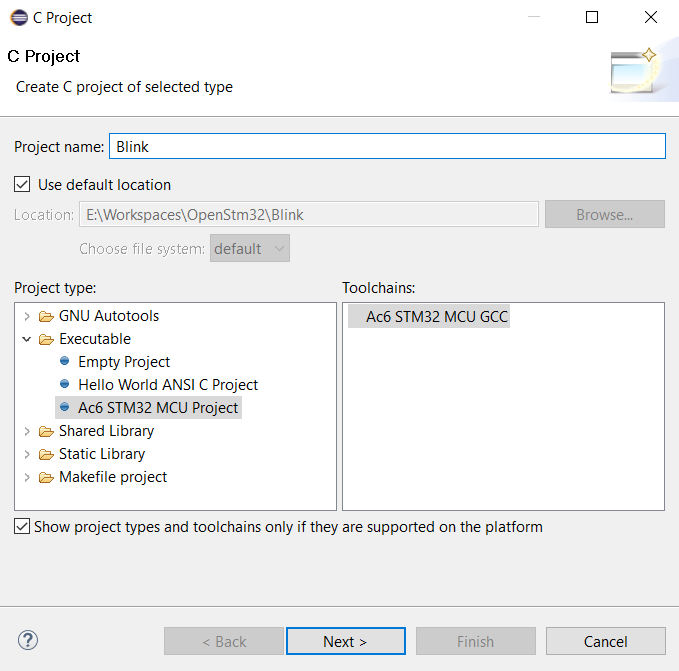 C Project
C Project
Create C project of selected type
Project name: Blink
Use default location
Location: E:\Workspaces\OpenStm32\Blink Browse...
Choose file system: default
Project type: Toolchains:
GNU Autotools Ac6 STM32 MCU GCC
Executable
Empty Project
Hello World ANSI C Project
Ac6 STM32 MCU Project
Shared Library
Static Library
Makefile project
Show project types and toolchains only if they are supported on the platform
? < Back Next > Finish Cancel